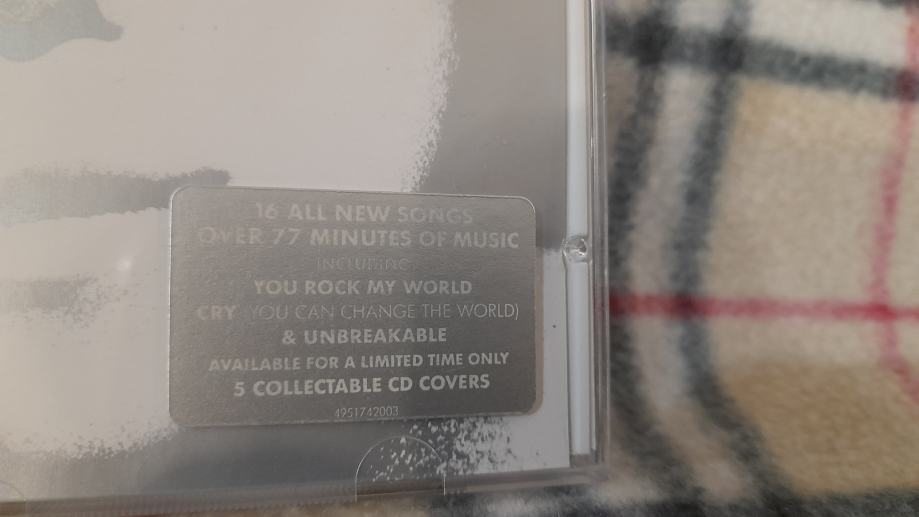 16 ALL NEW SONGS
OVER 77 MINUTES OF MUSIC
INCLUDING
YOU ROCK MY WORLD
CRY (YOU CAN CHANGE THE WORLD)
& UNBREAKABLE
AVAILABLE FOR A LIMITED TIME ONLY
5 COLLECTABLE CD COVERS
4951742003